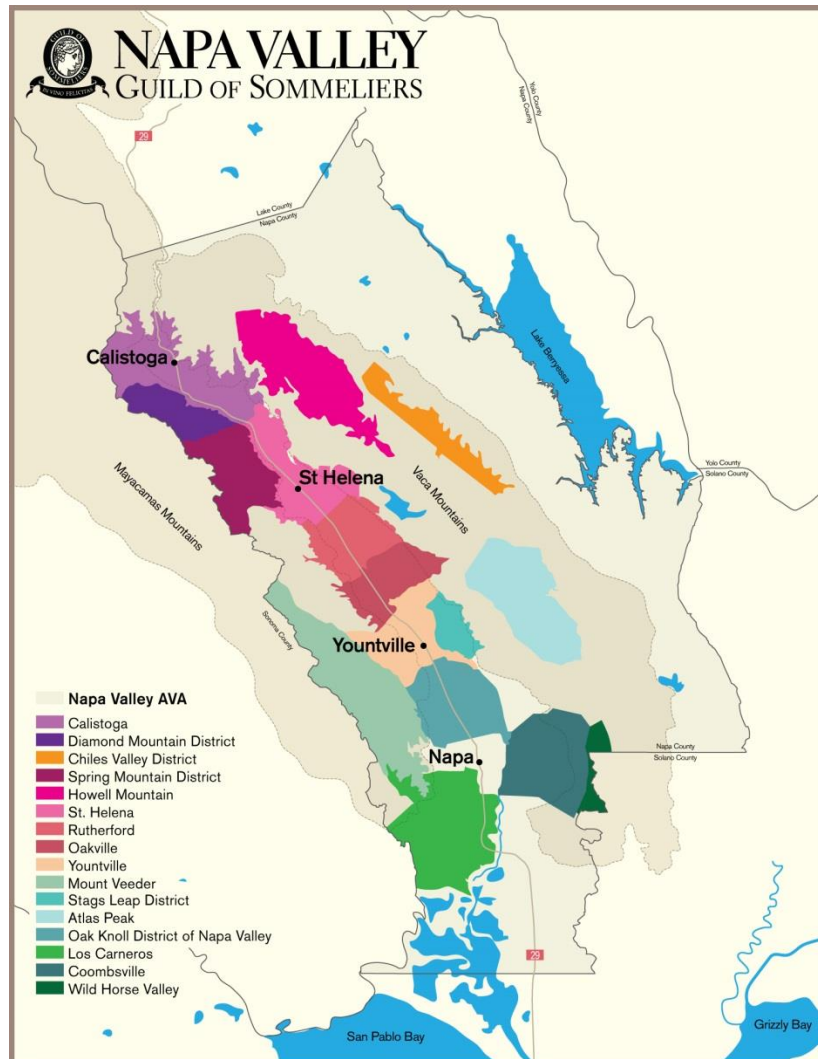 GUILD OF
SOMMELIERS
IN VINO FELICITAS
NAPA VALLEY
GUILD OF SOMMELIERS
Yolo County
Napa County
29
Lake County
Napa County
Lake Berryessa
Calistoga
Yolo County
Solano County
St Helena
Vaca Mountains
Mayacamas Mountains
Sonoma County
Yountville
Napa Valley AVA
Calistoga
Diamond Mountain District
Chiles Valley District
Spring Mountain District
Howell Mountain
St. Helena
Rutherford
Oakville
Yountville
Mount Veeder
Stags Leap District
Atlas Peak
Oak Knoll District of Napa Valley
Los Carneros
Coombsville
Wild Horse Valley
Napa County
Solano County
Napa
29
San Pablo Bay
Grizzly Bay